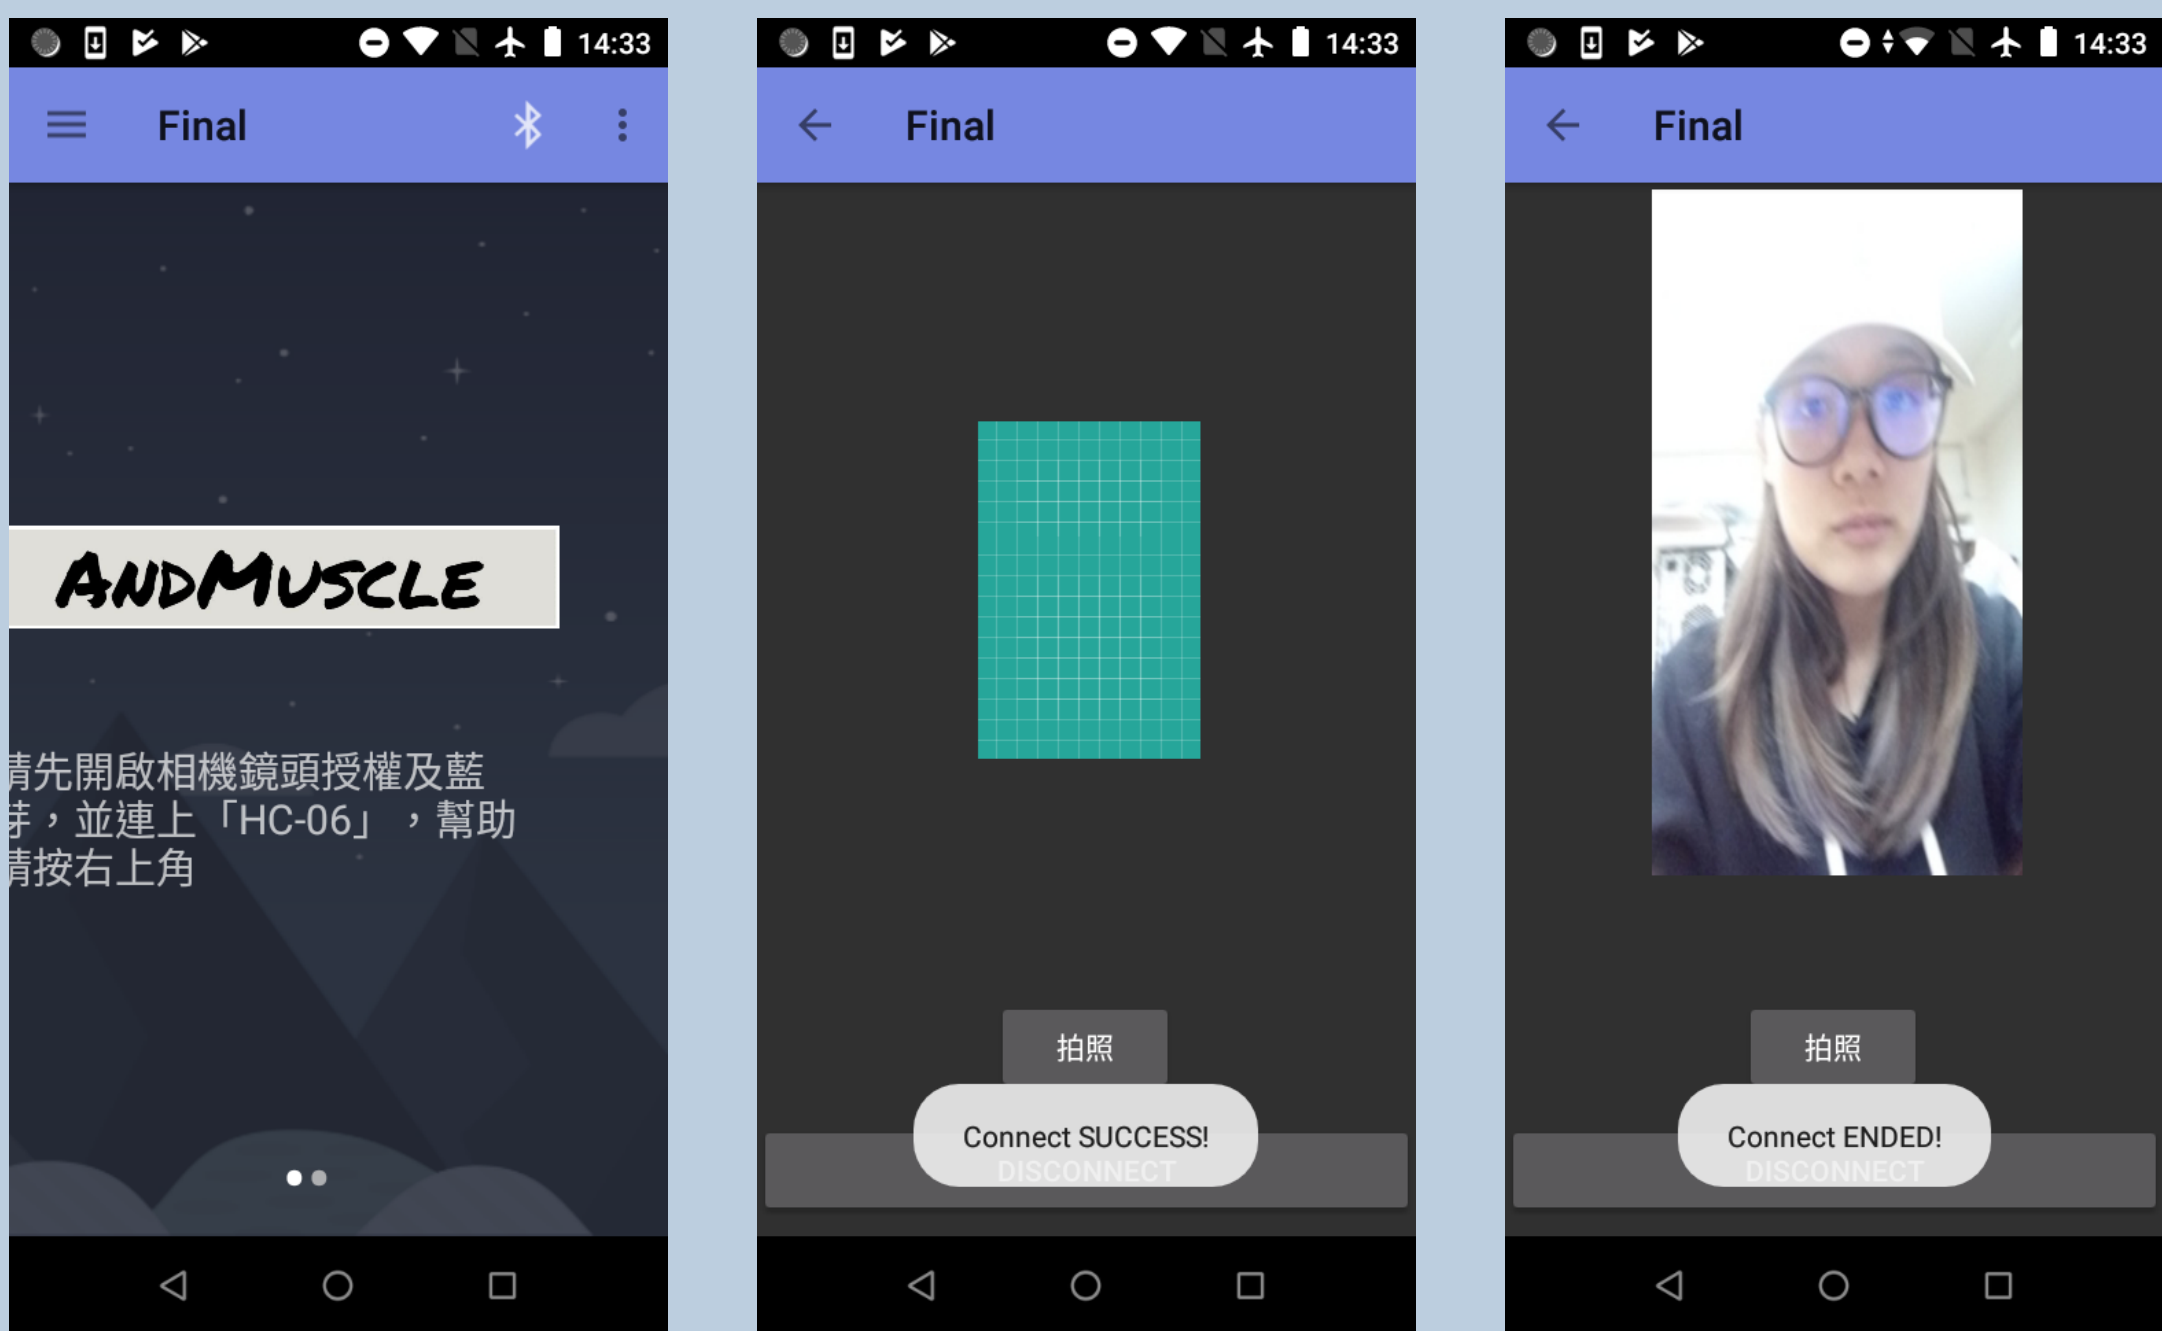 14:33
Final
ANDMUSCLE
請先開啟相機鏡頭授權及藍
芽，並連上「HC-06」，幫助
請按右上角
14:33
Final
拍照
Connect SUCCESS!
DISCONNECT
14:33
Final
拍照
Connect ENDED!
DISCONNECT